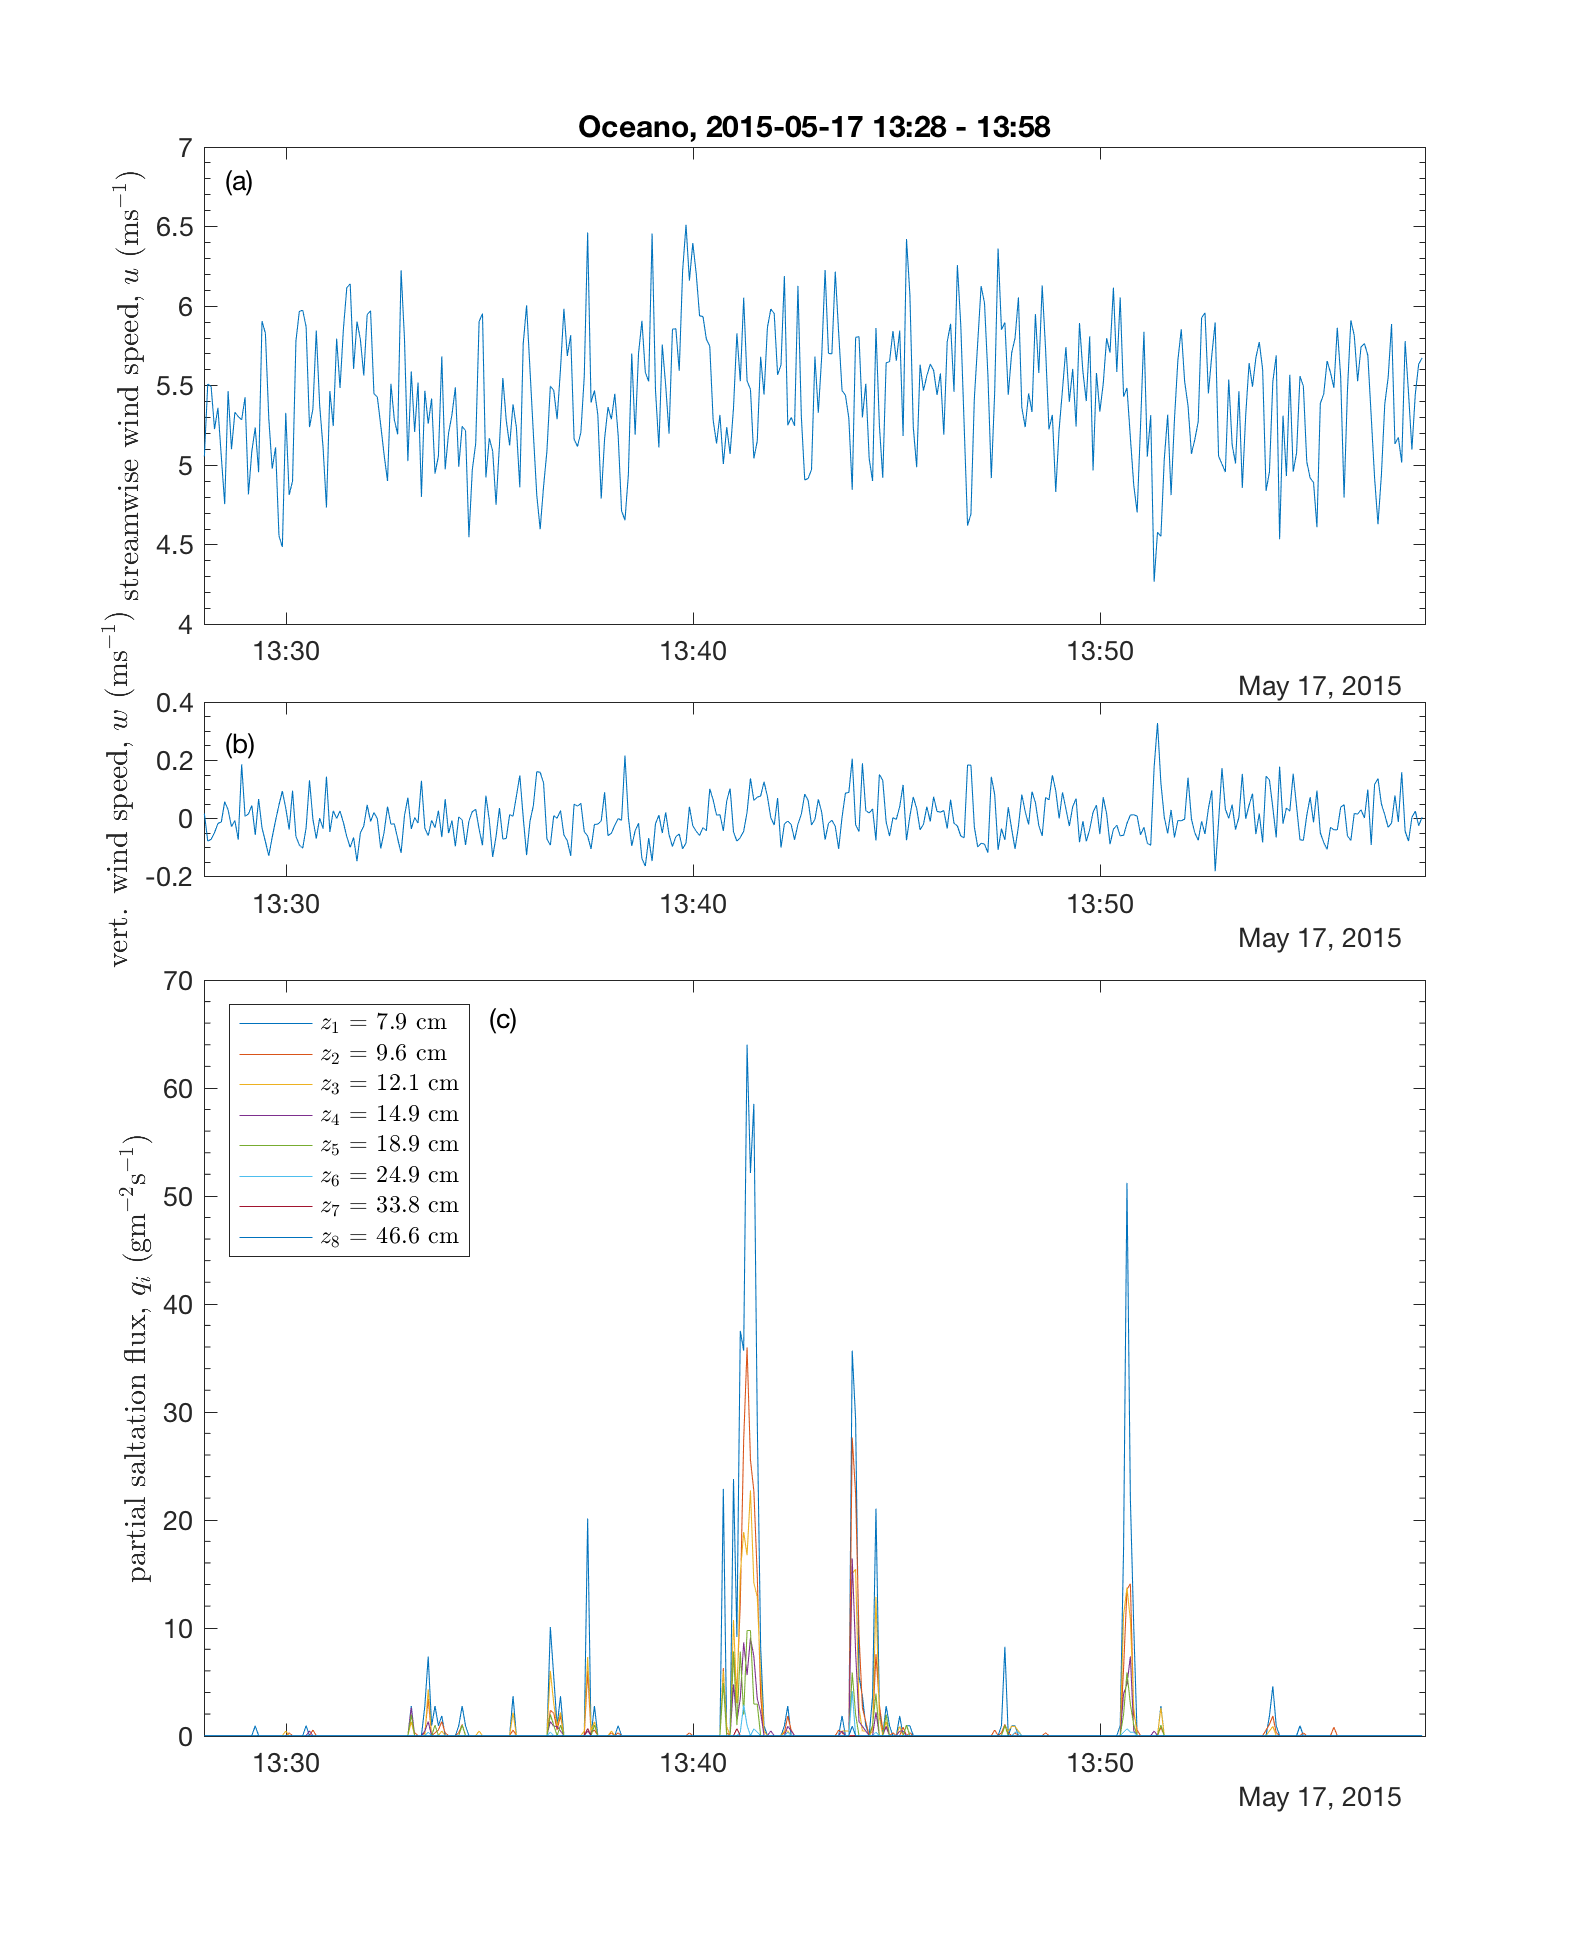 Oceano, 2015-05-17 13:28 - 13:58
streamwise wind speed, u (ms⁻¹)
(a)
7
6.5
6
5.5
5
4.5
4
13:30 13:40 13:50
May 17, 2015
vert. wind speed, w (ms⁻¹)
(b)
0.4
0.2
0
-0.2
13:30 13:40 13:50
May 17, 2015
partial saltation flux, qᵢ (gm⁻²s⁻¹)
(c)
70
60
50
40
30
20
10
0
z₁ = 7.9 cm
z₂ = 9.6 cm
z₃ = 12.1 cm
z₄ = 14.9 cm
z₅ = 18.9 cm
z₆ = 24.9 cm
z₇ = 33.8 cm
z₈ = 46.6 cm
13:30 13:40 13:50
May 17, 2015